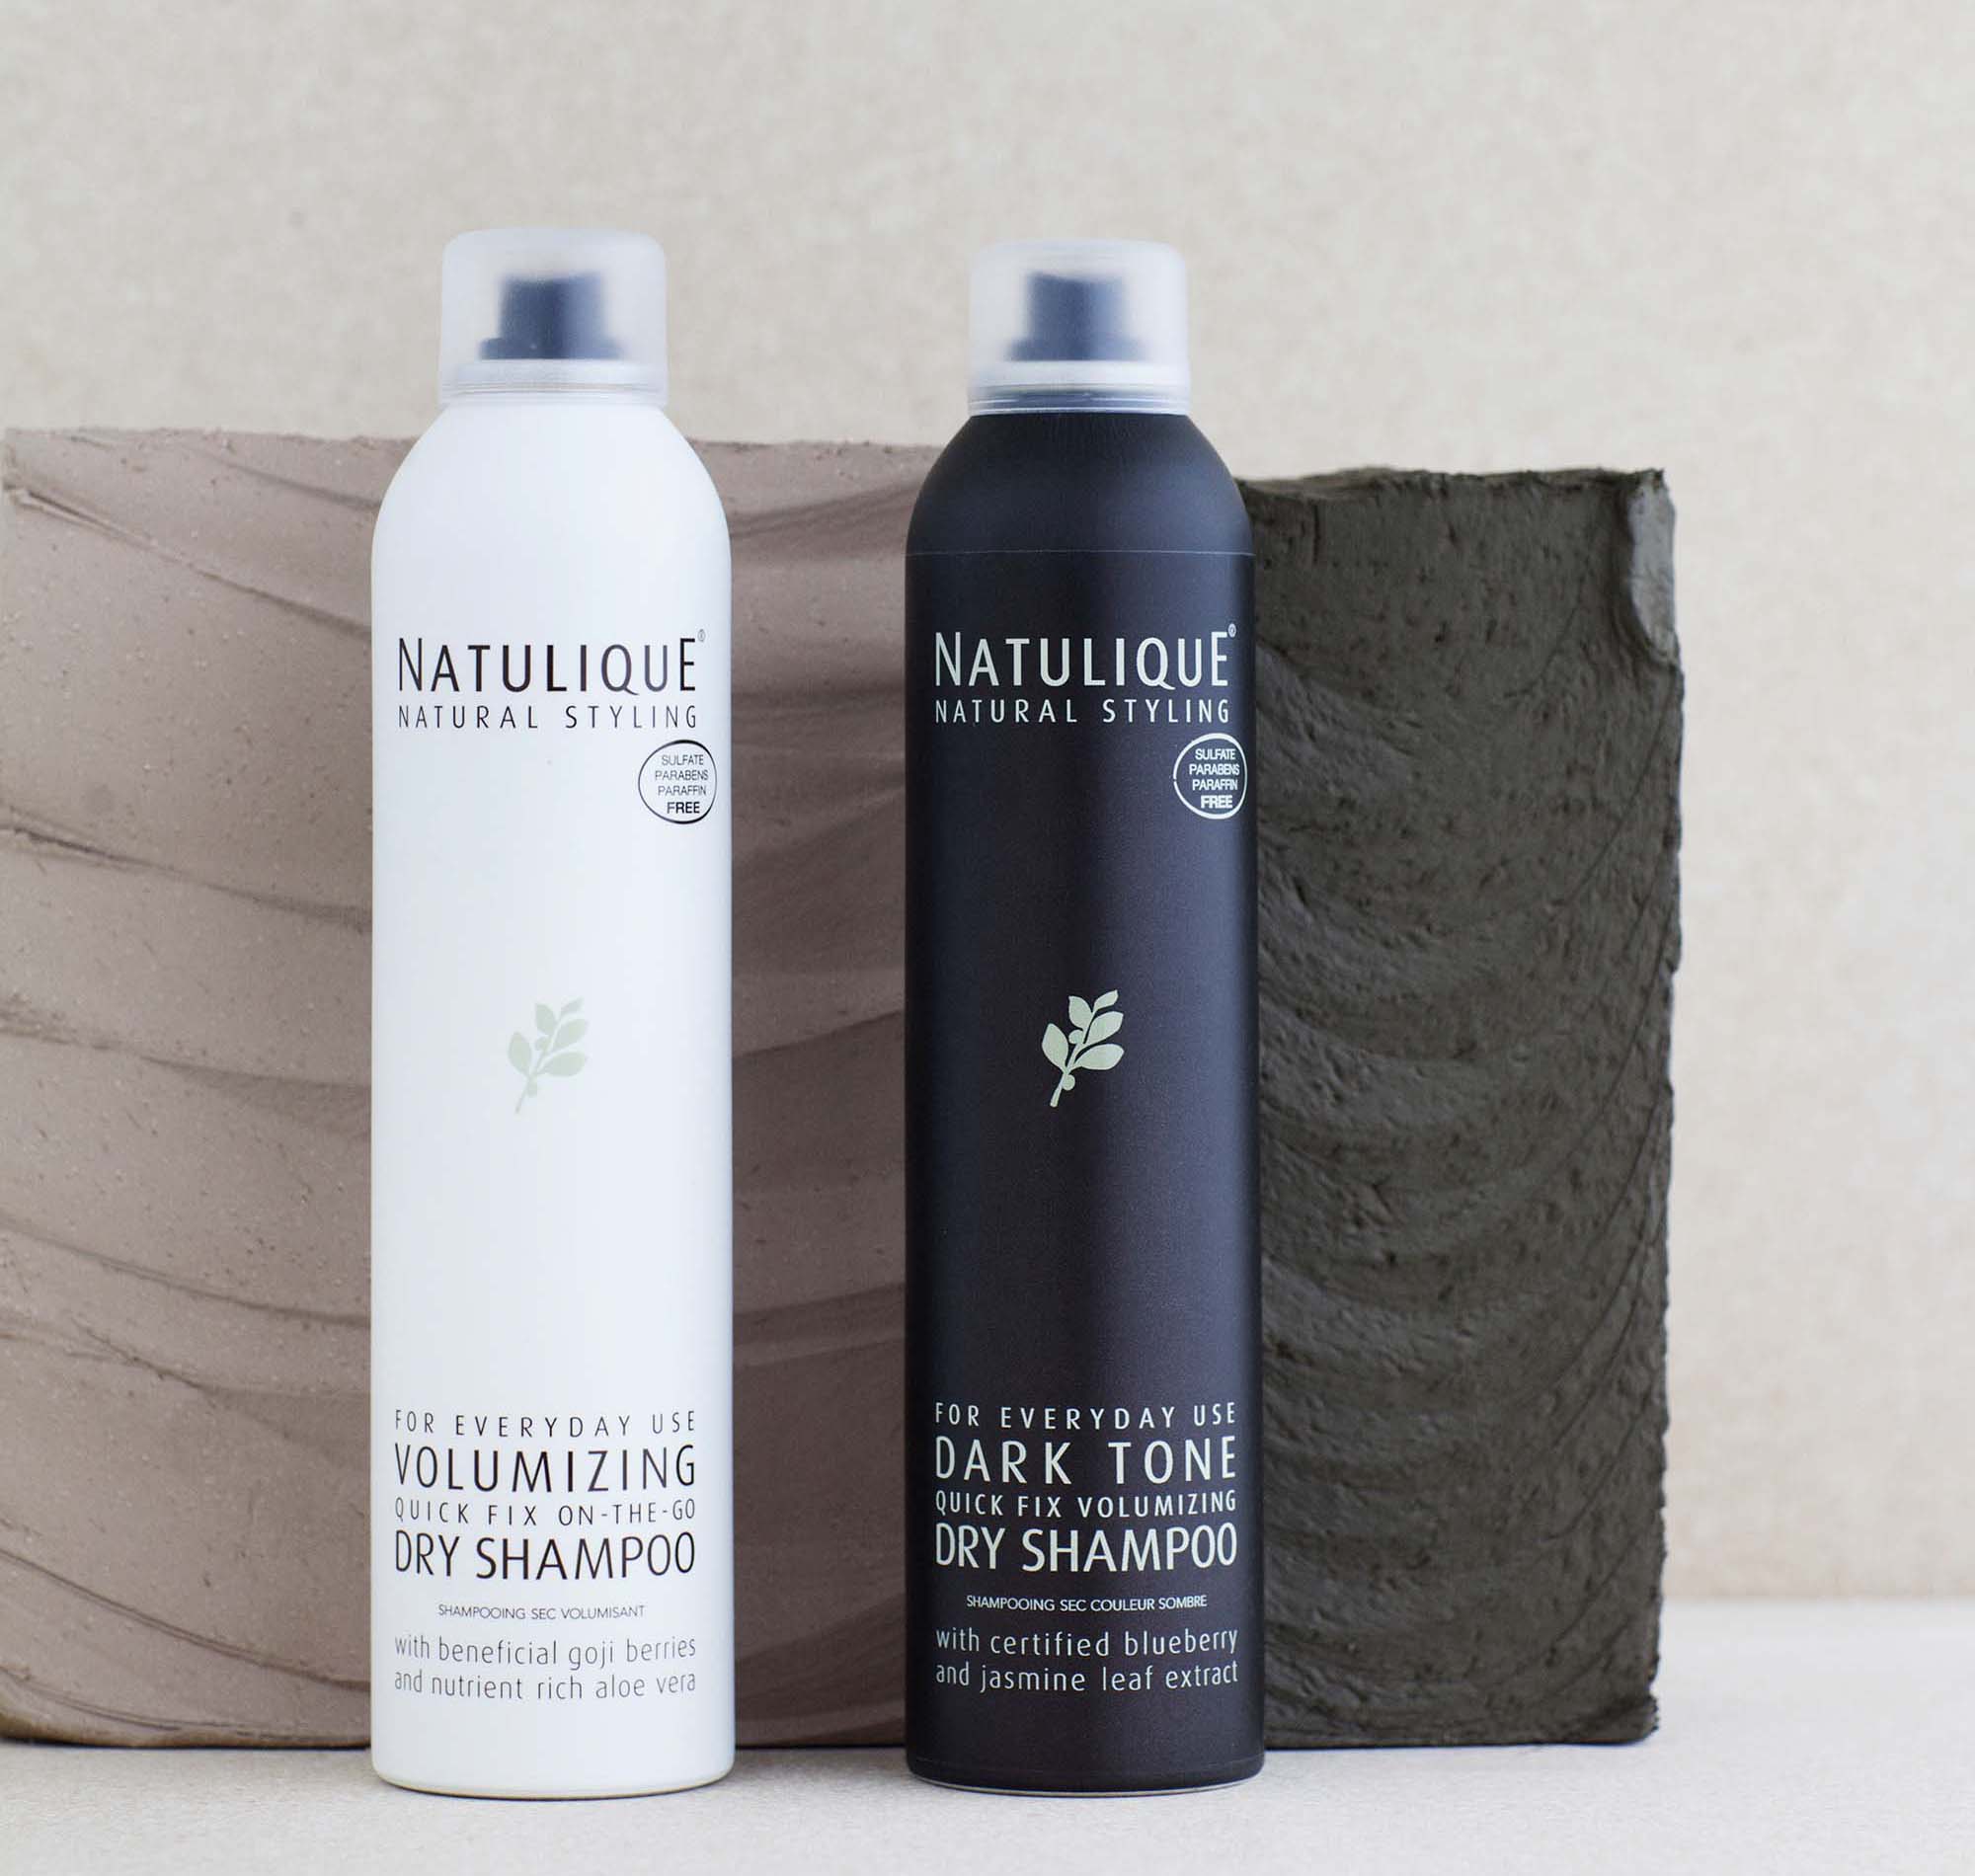 NATULIQUE®
NATURAL STYLING
SULFATE
PARABENS
PARAFFIN
FREE
FOR EVERYDAY USE
VOLUMIZING
QUICK FIX ON-THE-GO
DRY SHAMPOO
SHAMPOOING SEC VOLUMISANT
with beneficial goji berries
and nutrient rich aloe vera
NATULIQUE®
NATURAL STYLING
SULFATE
PARABENS
PARAFFIN
FREE
FOR EVERYDAY USE
DARK TONE
QUICK FIX VOLUMIZING
DRY SHAMPOO
SHAMPOOING SEC COULEUR SOMBRE
with certified blueberry
and jasmine leaf extract